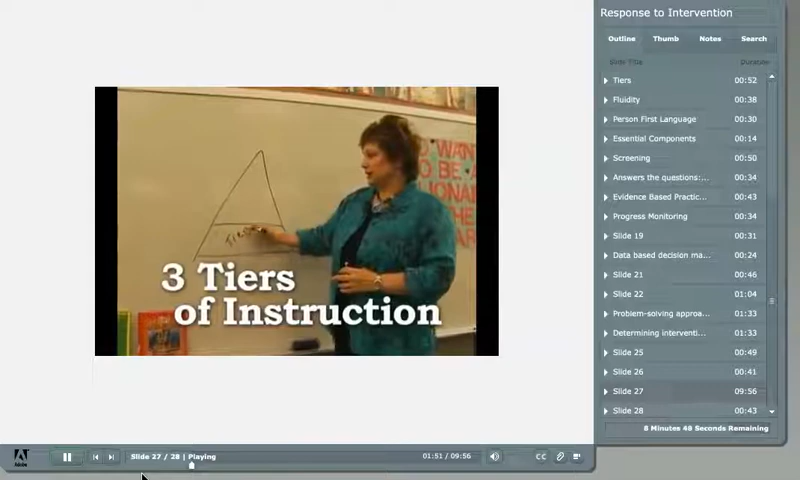 Response to Intervention
Outline
Thumb
Notes
Search
Slide Title
Duration
Tiers 00:52
Fluidity 00:38
Person First Language 00:30
Essential Components 00:14
Screening 00:50
Answers the questions:... 00:34
Evidence Based Practic... 00:43
Progress Monitoring 00:34
Slide 19 00:31
Data based decision ma... 00:24
Slide 21 00:46
Slide 22 01:04
Problem-solving approa... 01:33
Determining interventi... 01:33
Slide 25 00:49
Slide 26 00:41
Slide 27 09:56
Slide 28 00:43
8 Minutes 48 Seconds Remaining
3 Tiers
of Instruction
Slide 27 / 28 | Playing
01:51 / 09:56
CC
Adobe